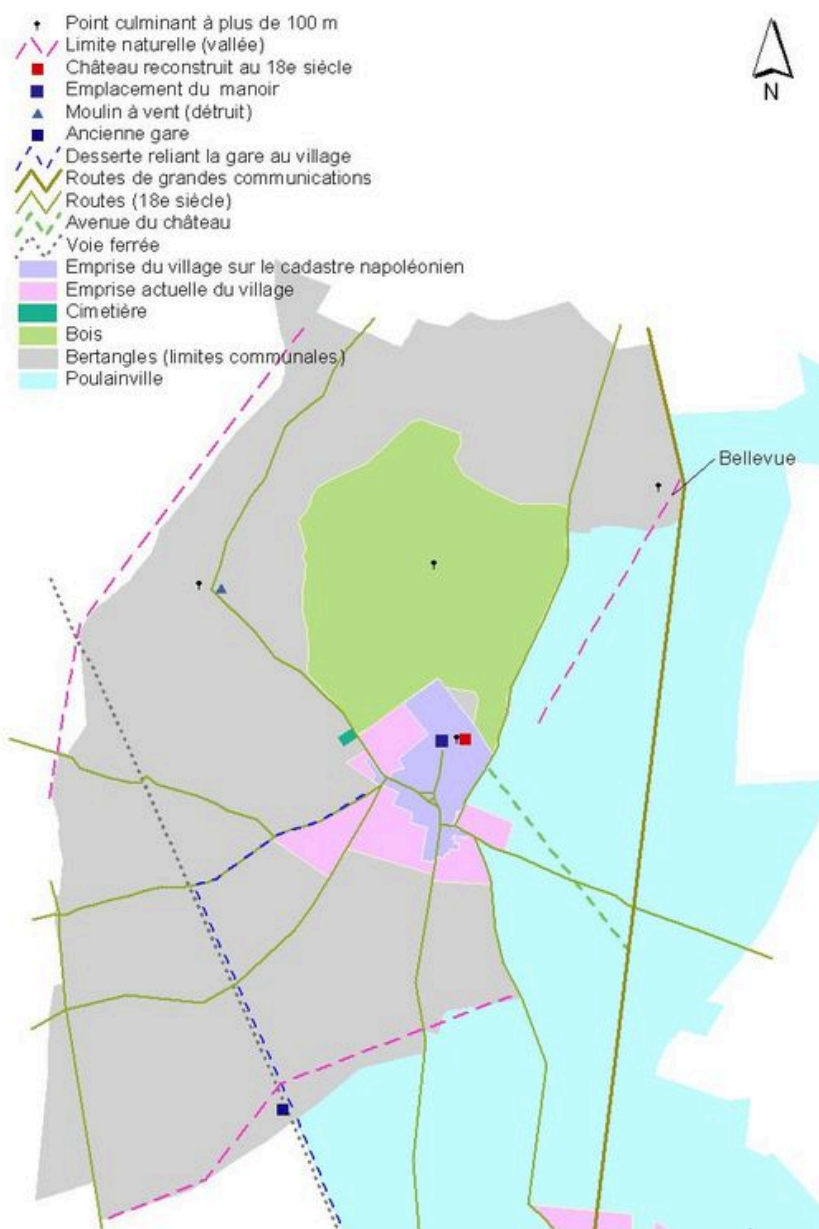 Point culminant à plus de 100 m
Limite naturelle (vallée)
Château reconstruit au 18e siècle
Emplacement du manoir
Moulin à vent (détruit)
Ancienne gare
Desserte reliant la gare au village
Routes de grandes communications
Routes (18e siècle)
Avenue du château
Voie ferrée
Emprise du village sur le cadastre napoléonien
Emprise actuelle du village
Cimetière
Bois
Bertangles (limites communales)
Poulainville
N
Bellevue